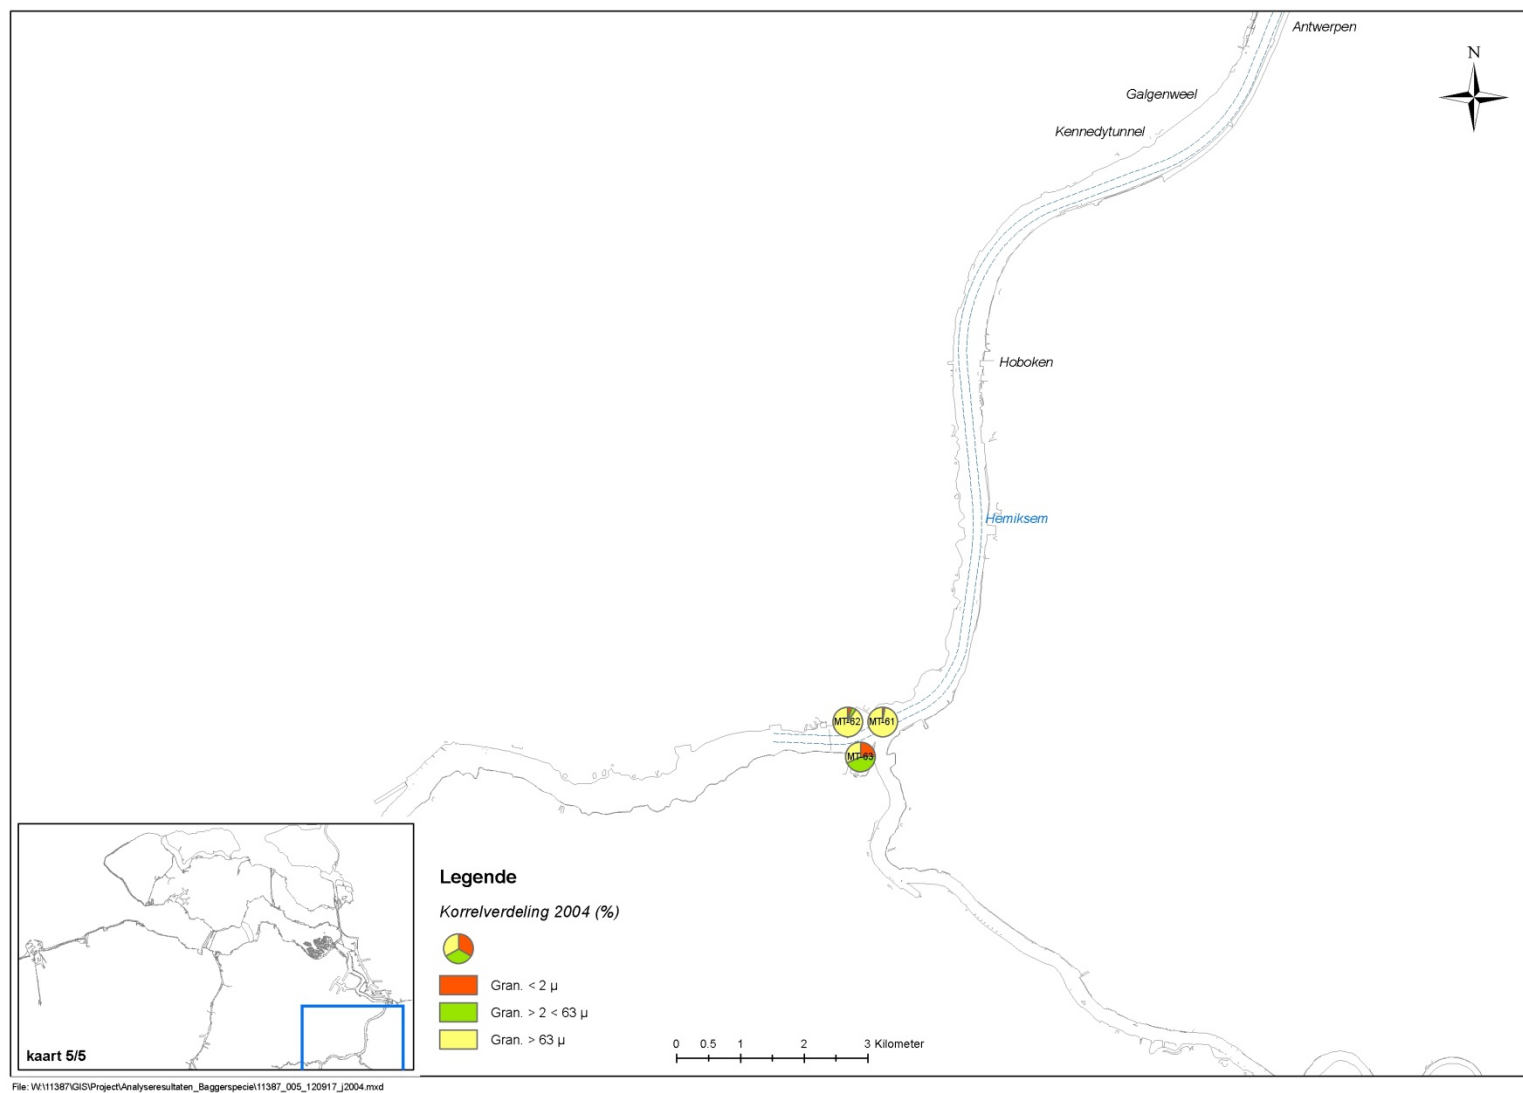 Antwerpen
N
Galgenweel
Kennedytunnel
Hoboken
Hemiksem
MT-62
MT-61
MT-63
Legende
Korrelverdeling 2004 (%)
Gran. < 2 µ
Gran. > 2 < 63 µ
Gran. > 63 µ
0 0.5 1 2 3 Kilometer
kaart 5/5
File: W:\11387\GIS\Project\Analyseresultaten_Baggerspecie\11387_005_120917_j2004.mxd